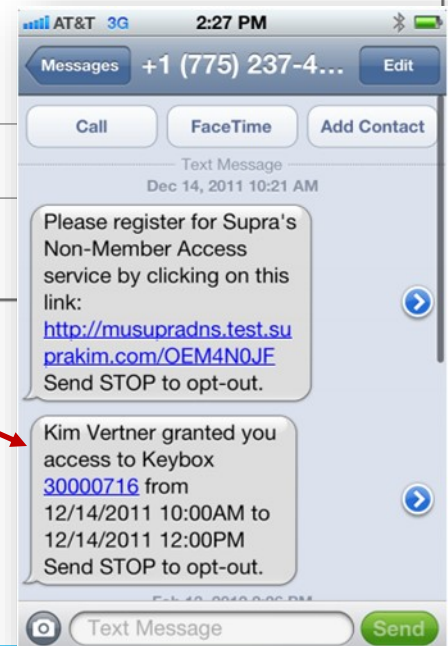 AT&T 3G 2:27 PM
Messages +1 (775) 237-4... Edit
Call FaceTime Add Contact
Text Message
Dec 14, 2011 10:21 AM
Please register for Supra's
Non-Member Access
service by clicking on this
link:
http://musupradns.test.su
prakim.com/OEM4N0JF
Send STOP to opt-out.
Kim Vertner granted you
access to Keybox
30000716 from
12/14/2011 10:00AM to
12/14/2011 12:00PM
Send STOP to opt-out.
Text Message Send